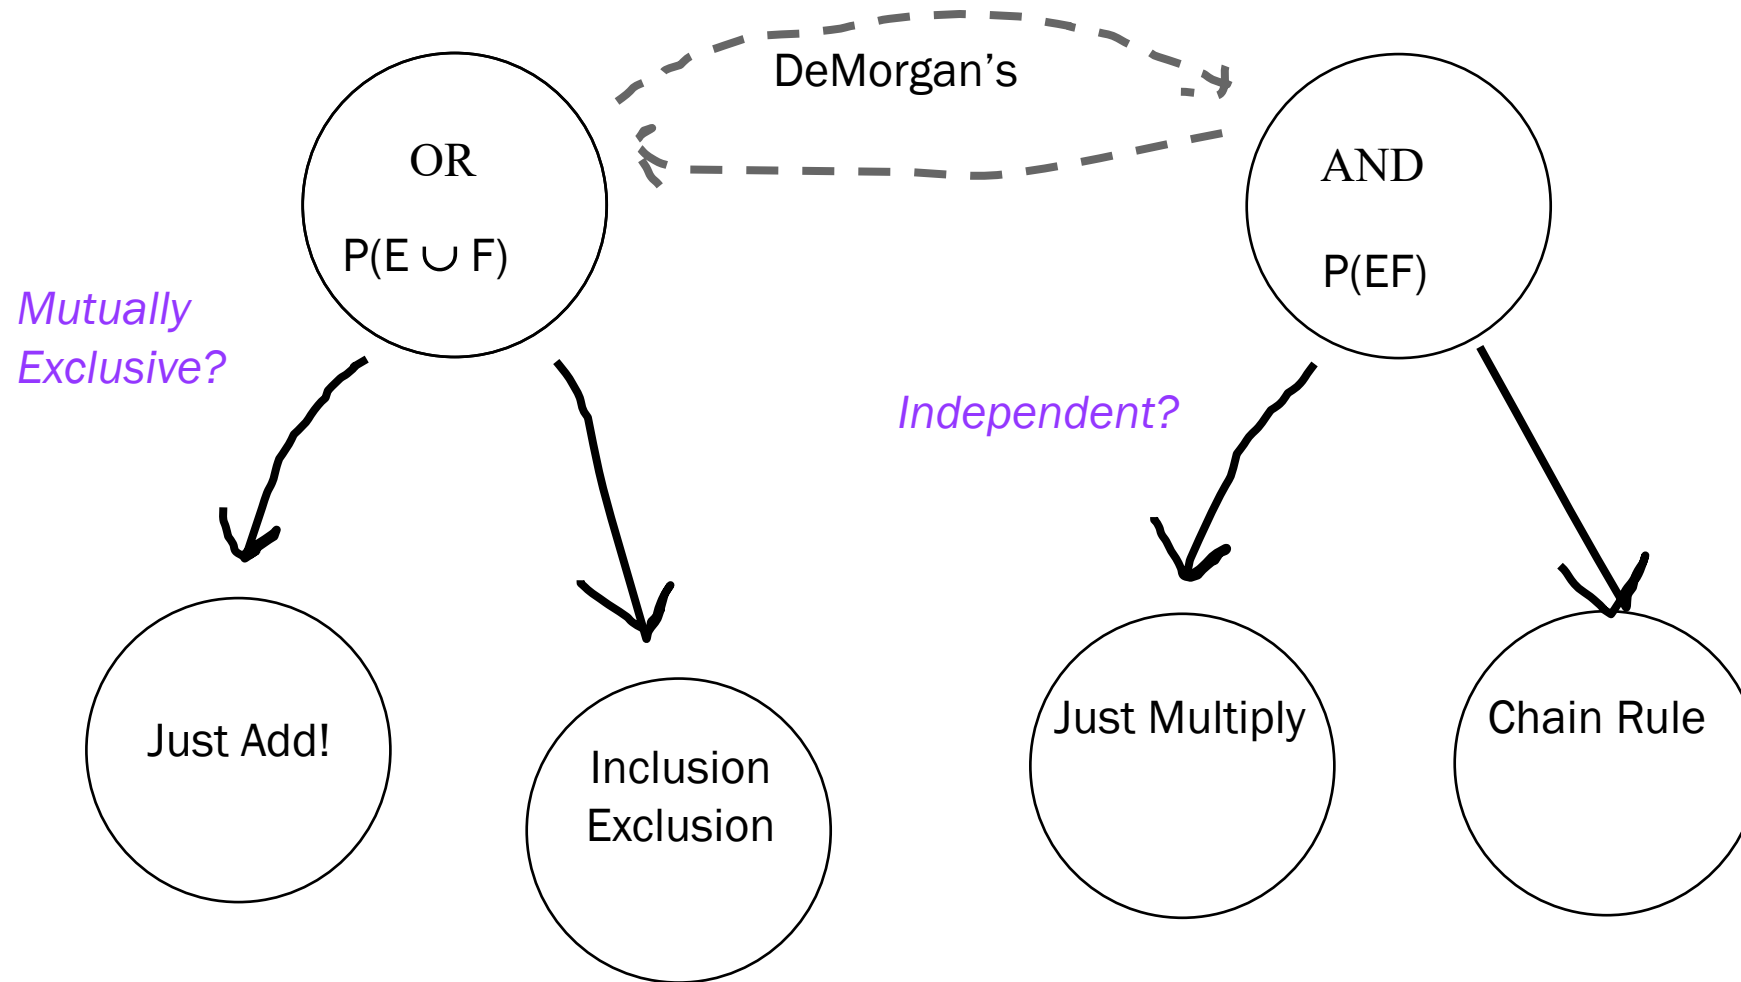 DeMorgan's
OR
P(E ∪ F)
AND
P(EF)
Mutually
Exclusive?
Independent?
Just Add!
Inclusion
Exclusion
Just Multiply
Chain Rule